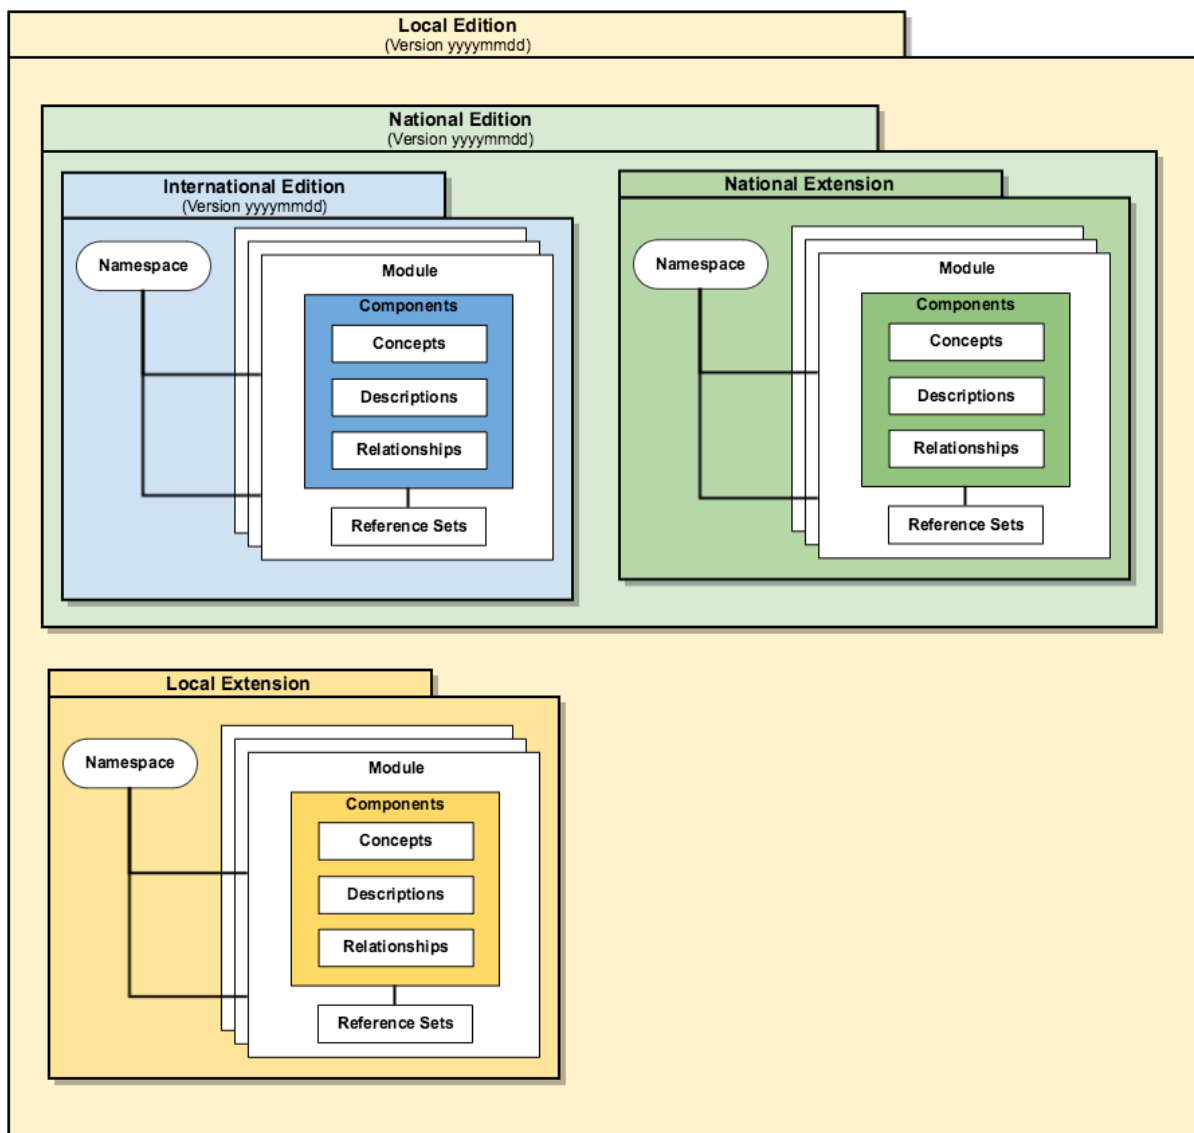 Local Edition
(Version yyyymmdd)
National Edition
(Version yyyymmdd)
International Edition
(Version yyyymmdd)
Namespace
Module
Components
Concepts
Descriptions
Relationships
Reference Sets
National Extension
Namespace
Module
Components
Concepts
Descriptions
Relationships
Reference Sets
Local Extension
Namespace
Module
Components
Concepts
Descriptions
Relationships
Reference Sets